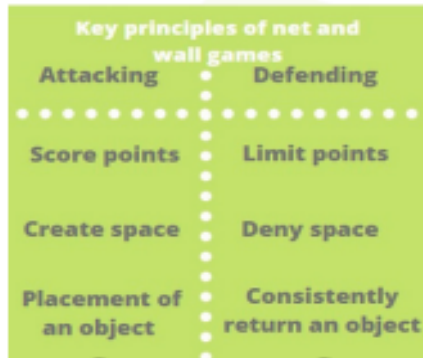 Key principles of net and
wall games
Attacking
Defending
Score points
Limit points
Create space
Deny space
Placement of
an object
Consistently
return an object